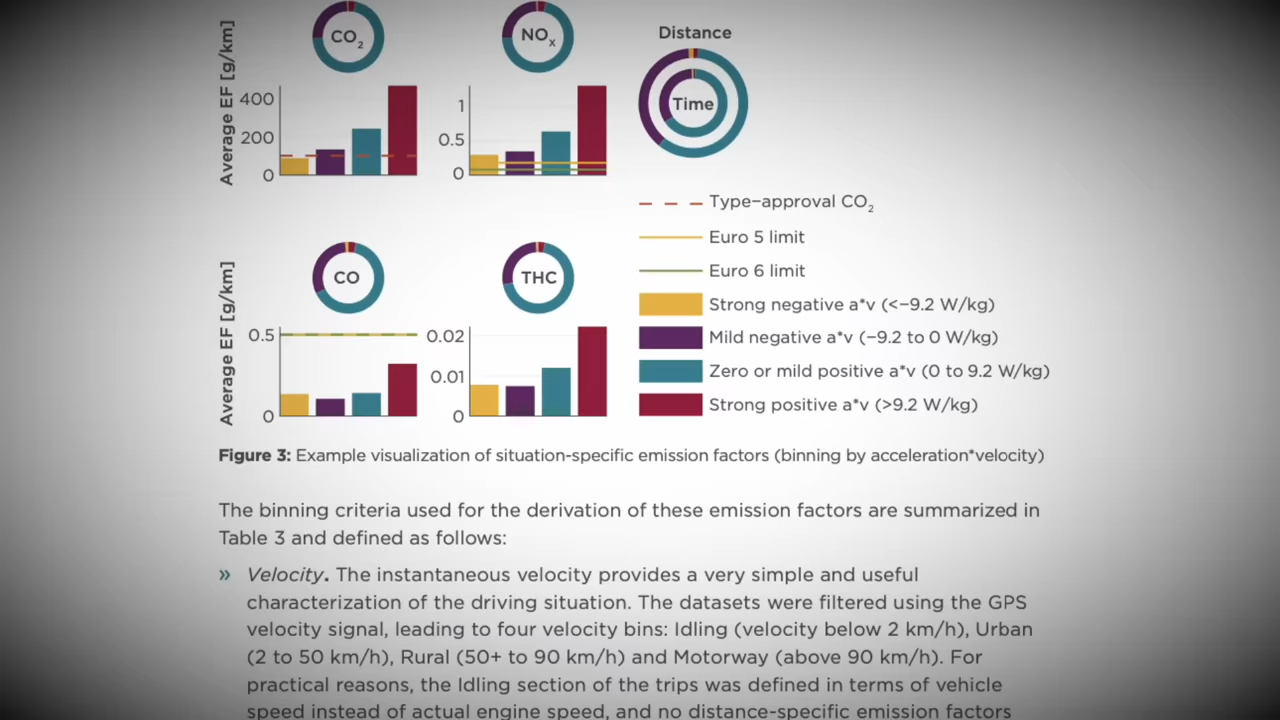 CO2
NOx
Distance
Time
Average EF [g/km]
400
200
0
1
0.5
0
Type–approval CO2
Euro 5 limit
Euro 6 limit
Strong negative a*v (<−9.2 W/kg)
Mild negative a*v (−9.2 to 0 W/kg)
Zero or mild positive a*v (0 to 9.2 W/kg)
Strong positive a*v (>9.2 W/kg)
CO
THC
Average EF [g/km]
0.5
0
0.02
0.01
0
Figure 3: Example visualization of situation-specific emission factors (binning by acceleration*velocity)
The binning criteria used for the derivation of these emission factors are summarized in
Table 3 and defined as follows:
» Velocity. The instantaneous velocity provides a very simple and useful
characterization of the driving situation. The datasets were filtered using the GPS
velocity signal, leading to four velocity bins: Idling (velocity below 2 km/h), Urban
(2 to 50 km/h), Rural (50+ to 90 km/h) and Motorway (above 90 km/h). For
practical reasons, the Idling section of the trips was defined in terms of vehicle
speed instead of actual engine speed, and no distance-specific emission factors